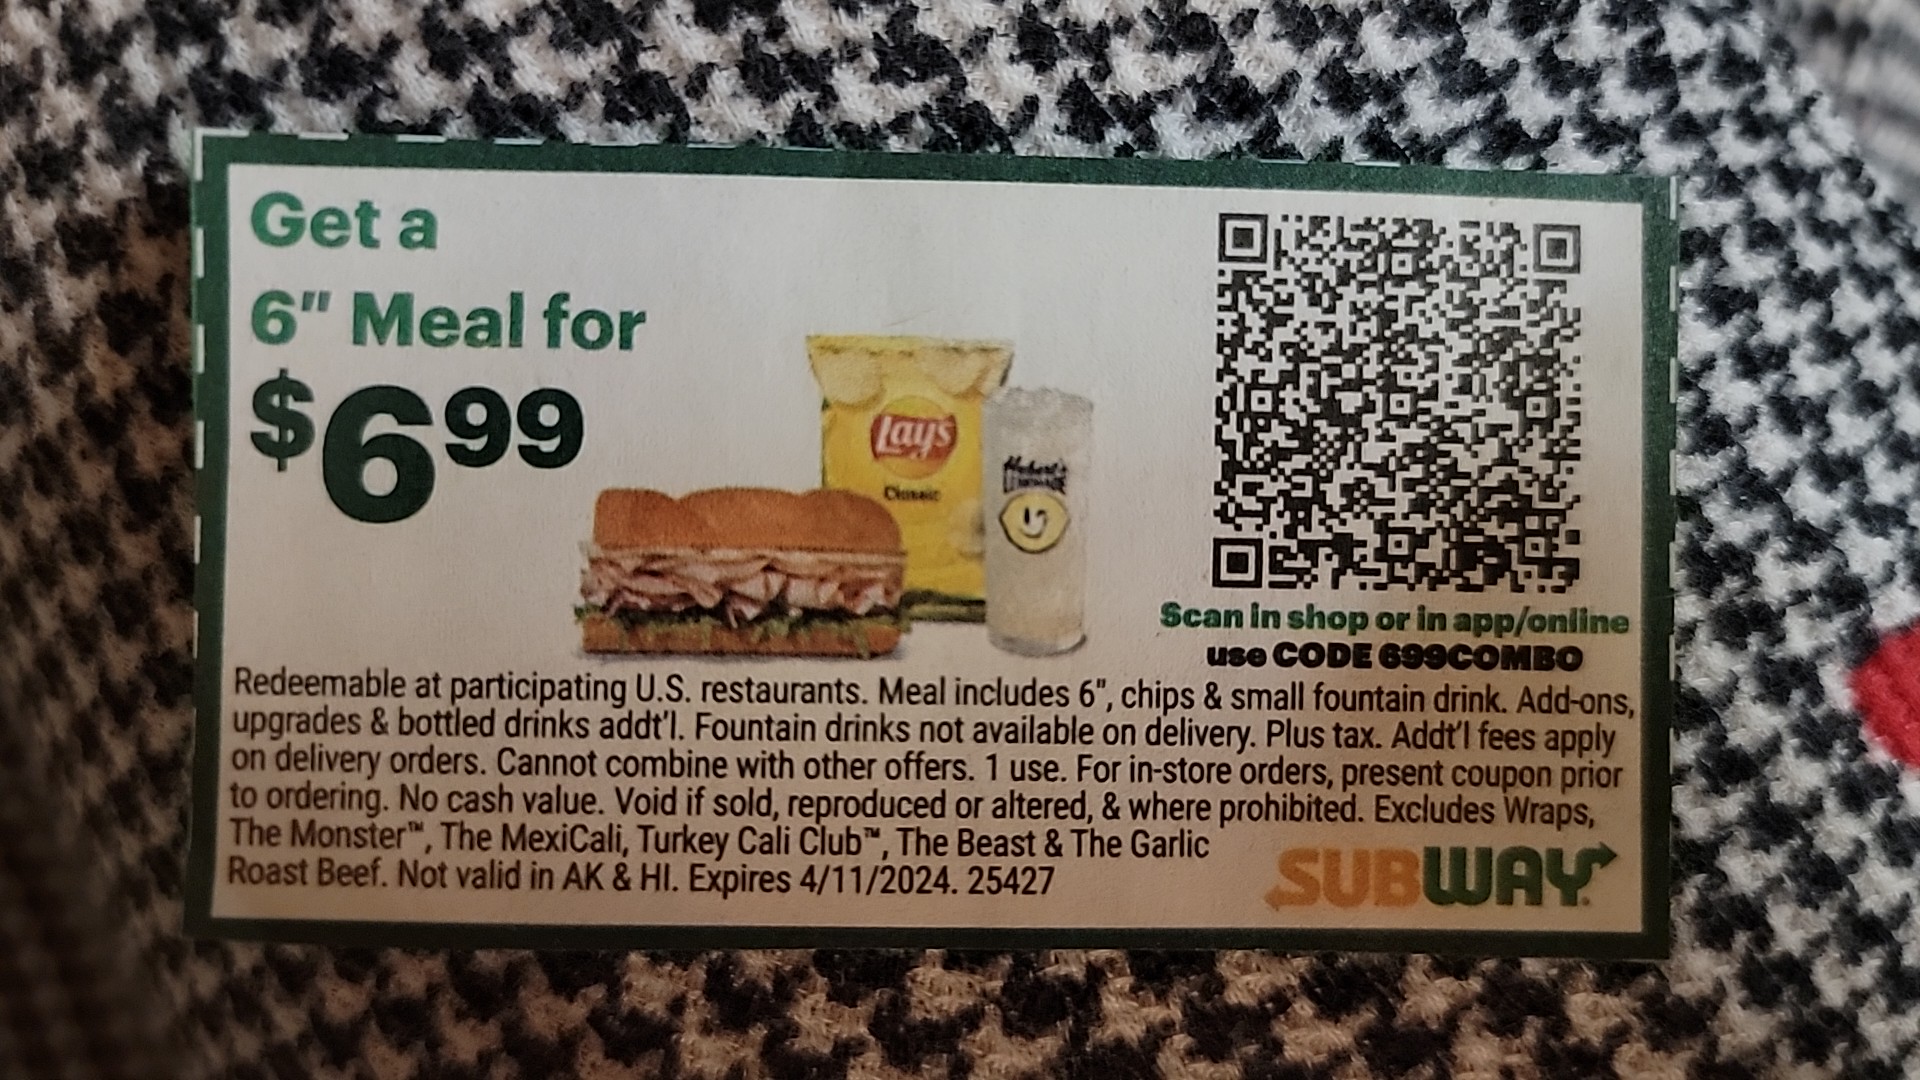 Get a
6" Meal for
$6⁹⁹
Lay's
Classic
Hubert's
LEMONADE
Scan in shop or in app/online
use CODE 699COMBO
Redeemable at participating U.S. restaurants. Meal includes 6", chips & small fountain drink. Add-ons,
upgrades & bottled drinks addt'l. Fountain drinks not available on delivery. Plus tax. Addt'l fees apply
on delivery orders. Cannot combine with other offers. 1 use. For in-store orders, present coupon prior
to ordering. No cash value. Void if sold, reproduced or altered, & where prohibited. Excludes Wraps,
The Monster™, The MexiCali, Turkey Cali Club™, The Beast & The Garlic
Roast Beef. Not valid in AK & HI. Expires 4/11/2024. 25427
SUBWAY